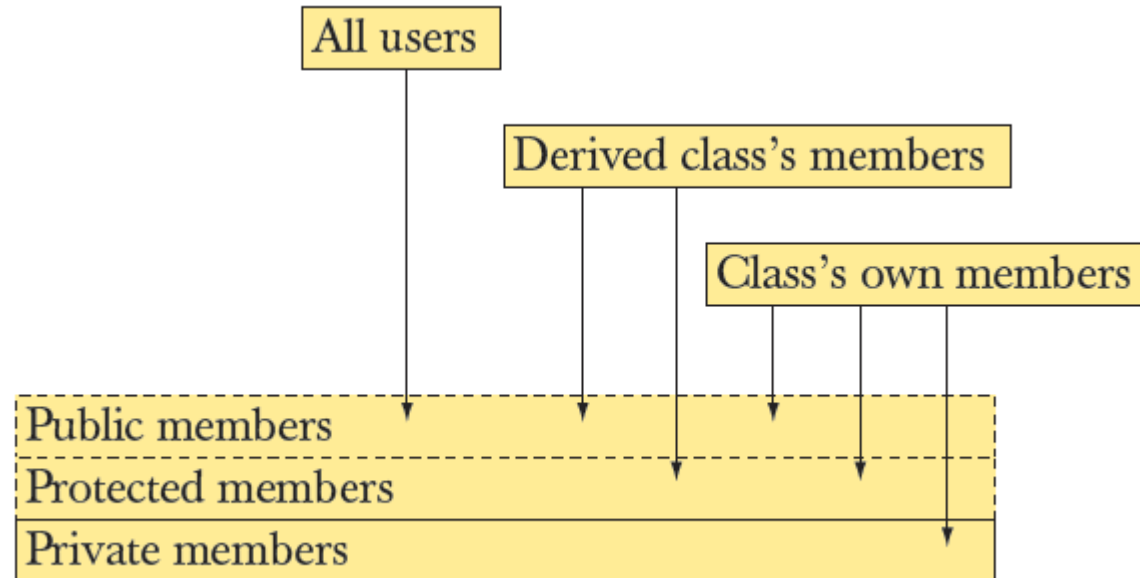 All users
Derived class’s members
Class’s own members
Public members
Protected members
Private members